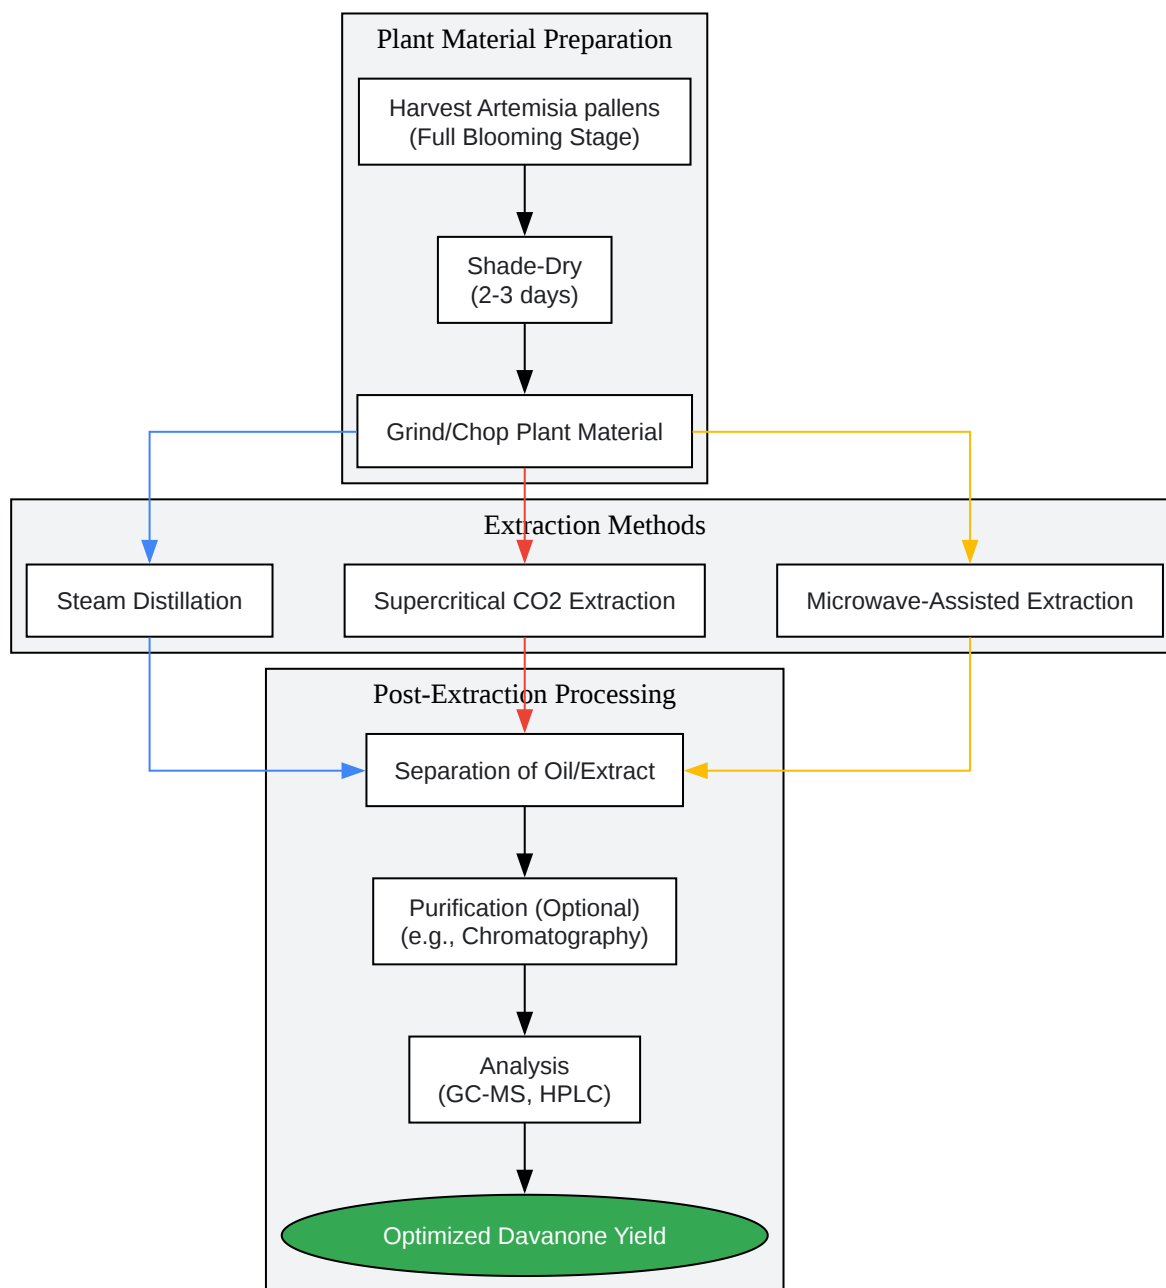 Plant Material Preparation
Harvest Artemisia pallens
(Full Blooming Stage)
Shade-Dry
(2-3 days)
Grind/Chop Plant Material
Extraction Methods
Steam Distillation
Supercritical CO2 Extraction
Microwave-Assisted Extraction
Post-Extraction Processing
Separation of Oil/Extract
Purification (Optional)
(e.g., Chromatography)
Analysis
(GC-MS, HPLC)
Optimized Davanone Yield